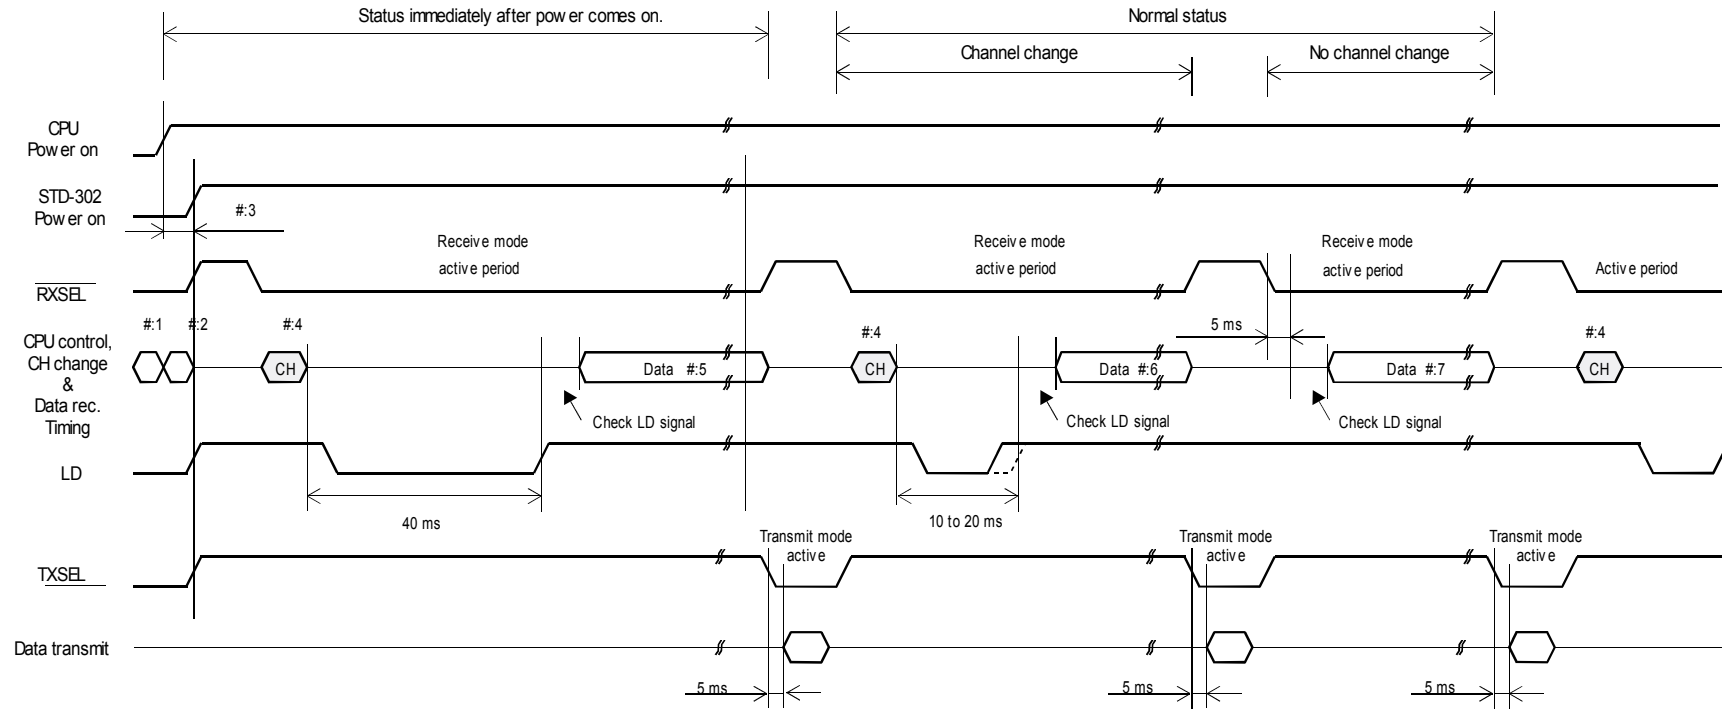 Status immediately after power comes on.
Normal status
Channel change
No channel change
CPU
Power on
STD-302
Power on
#:3
Receive mode
active period
Receive mode
active period
Receive mode
active period
Active period
RXSEL
#:1
#:2
#:4
#:4
5 ms
#:4
CPU control,
CH change
&
Data rec.
Timing
CH
Data #:5
CH
Data #:6
Data #:7
CH
Check LD signal
Check LD signal
Check LD signal
LD
40 ms
10 to 20 ms
Transmit mode
active
Transmit mode
active
Transmit mode
active
TXSEL
Data transmit
5 ms
5 ms
5 ms